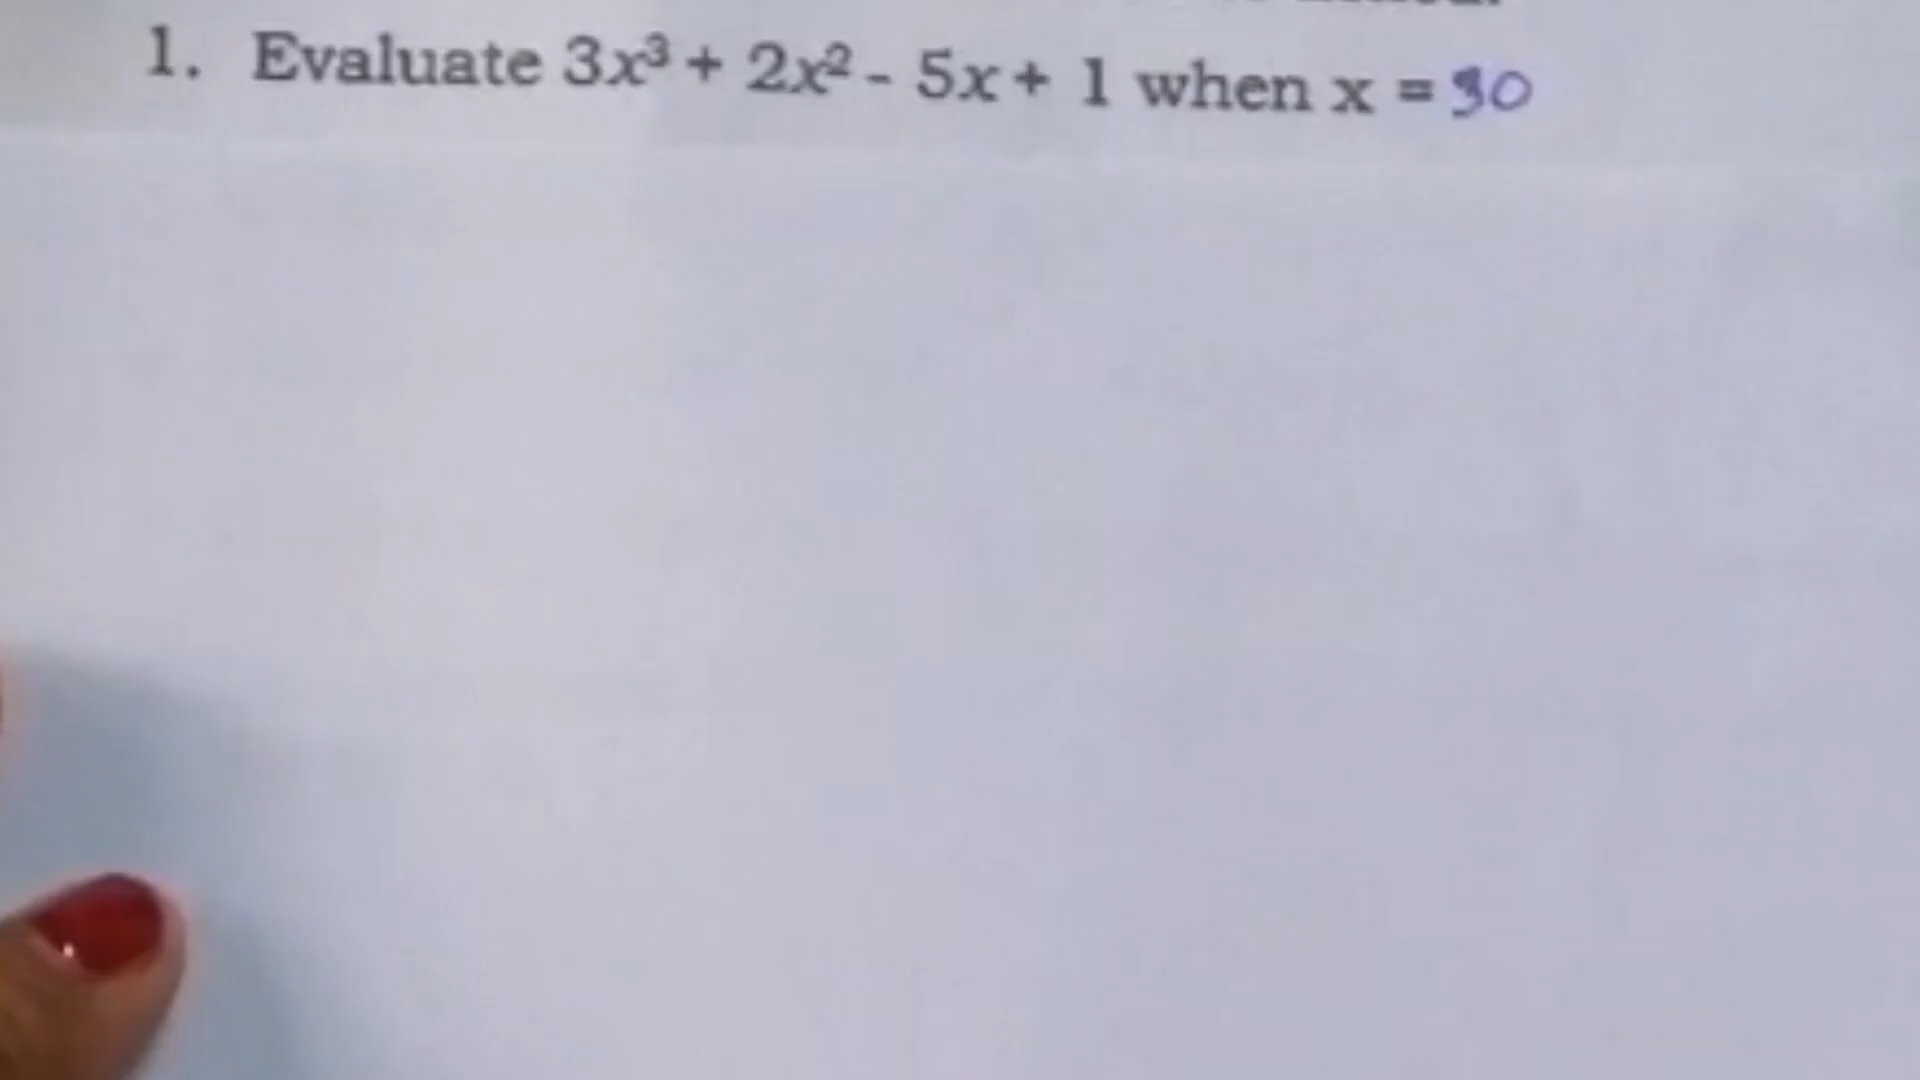 1. Evaluate 3x³ + 2x² - 5x + 1 when x = 30